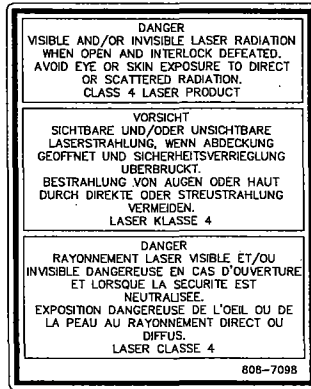 DANGER
VISIBLE AND/OR INVISIBLE LASER RADIATION
WHEN OPEN AND INTERLOCK DEFEATED.
AVOID EYE OR SKIN EXPOSURE TO DIRECT
OR SCATTERED RADIATION.
CLASS 4 LASER PRODUCT
VORSICHT
SICHTBARE UND/ODER UNSICHTBARE
LASERSTRAHLUNG, WENN ABDECKUNG
GEOFFNET UND SICHERHEITSVERRIEGLUNG
UBERBRUCKT.
BESTRAHLUNG VON AUGEN ODER HAUT
DURCH DIREKTE ODER STREUSTRAHLUNG
VERMEIDEN.
LASER KLASSE 4
DANGER
RAYONNEMENT LASER VISIBLE ET/OU
INVISIBLE DANGEREUSE EN CAS D'OUVERTURE
ET LORSQUE LA SECURITE EST
NEUTRALISEE.
EXPOSITION DANGEREUSE DE L'OEIL OU DE
LA PEAU AU RAYONNEMENT DIRECT OU
DIFFUS.
LASER CLASSE 4
808-7098